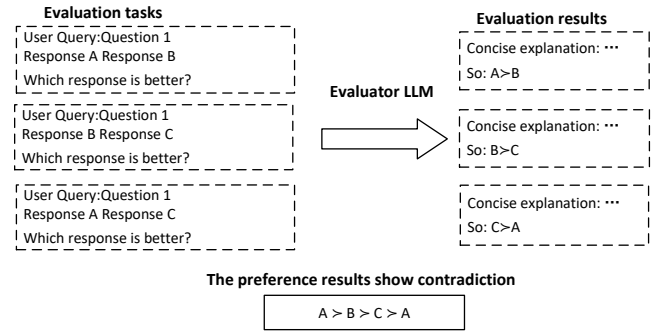 Evaluation tasks
User Query:Question 1
Response A Response B
Which response is better?
User Query:Question 1
Response B Response C
Which response is better?
User Query:Question 1
Response A Response C
Which response is better?
Evaluator LLM
Evaluation results
Concise explanation: ···
So: A≻B
Concise explanation: ···
So: B≻C
Concise explanation: ···
So: C≻A
The preference results show contradiction
A ≻ B ≻ C ≻ A